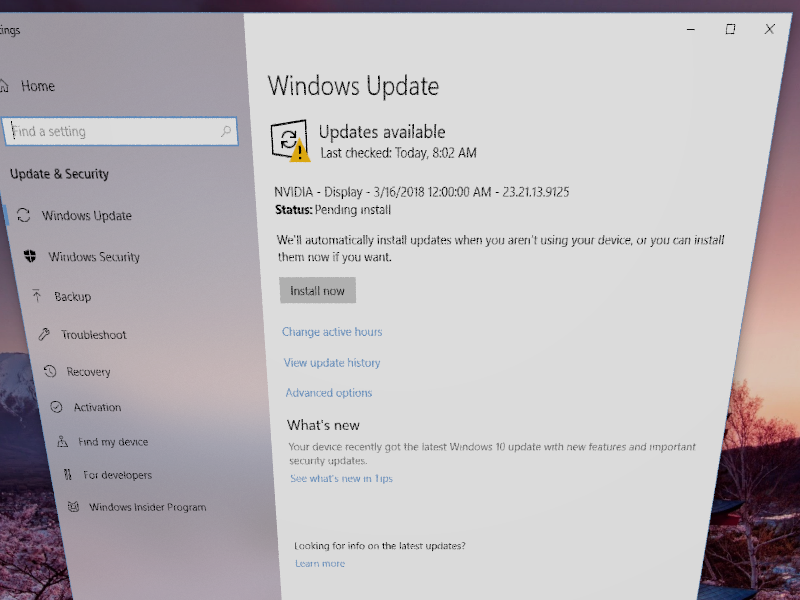 ings
Home
Find a setting
Update & Security
Windows Update
Windows Security
Backup
Troubleshoot
Recovery
Activation
Find my device
For developers
Windows Insider Program
Windows Update
Updates available
Last checked: Today, 8:02 AM
NVIDIA - Display - 3/16/2018 12:00:00 AM - 23.21.13.9125
Status: Pending install
We'll automatically install updates when you aren't using your device, or you can install
them now if you want.
Install now
Change active hours
View update history
Advanced options
What's new
Your device recently got the latest Windows 10 update with new features and important
security updates.
See what's new in Tips
Looking for info on the latest updates?
Learn more